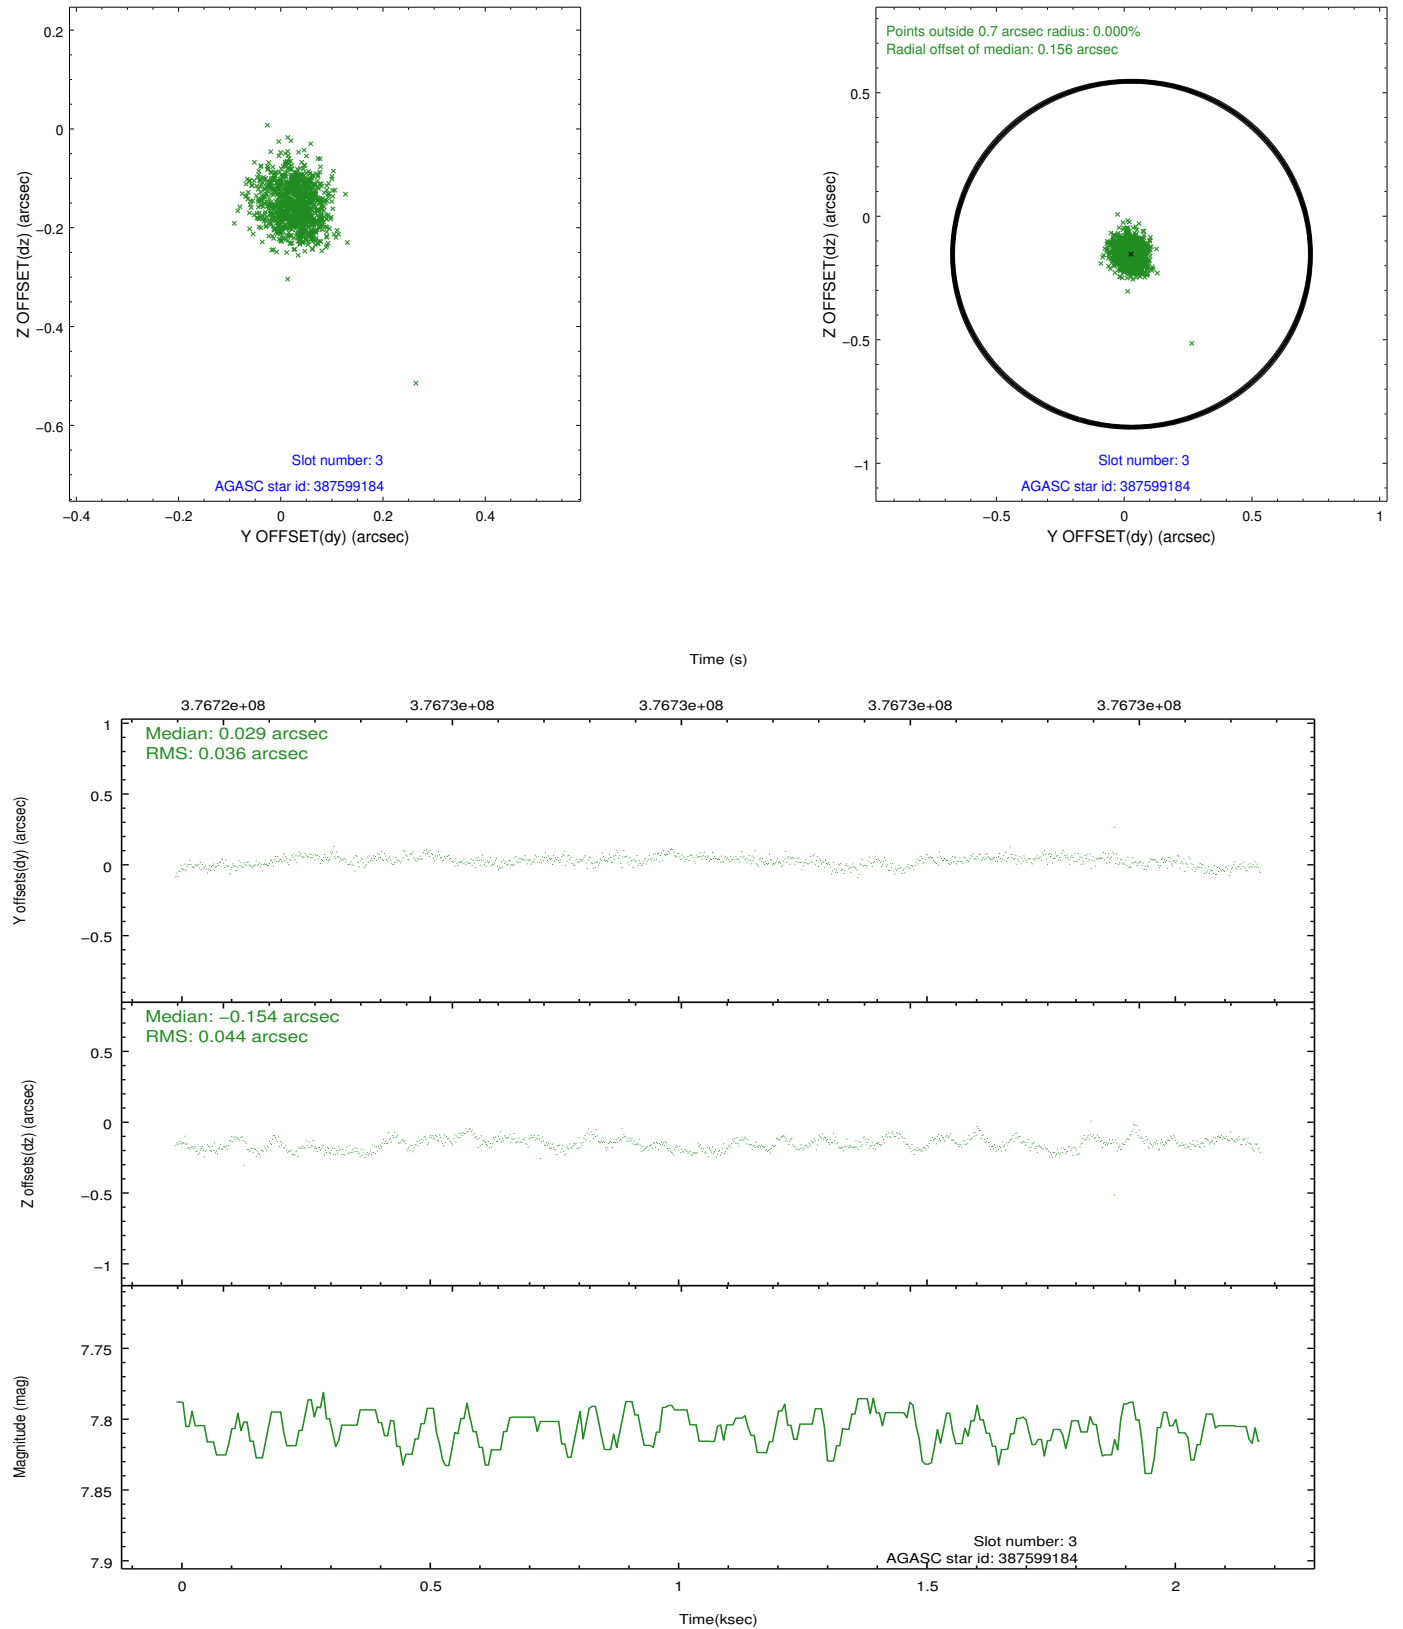 0.2
0
−0.2
−0.4
−0.6
Z OFFSET(dz) (arcsec)
Slot number: 3
AGASC star id: 387599184
−0.4
−0.2
0
0.2
0.4
Y OFFSET(dy) (arcsec)
Points outside 0.7 arcsec radius: 0.000%
Radial offset of median: 0.156 arcsec
0.5
0
−0.5
−1
Z OFFSET(dz) (arcsec)
Slot number: 3
AGASC star id: 387599184
−0.5
0
0.5
1
Y OFFSET(dy) (arcsec)
Time (s)
3.7672e+08
3.7673e+08
3.7673e+08
3.7673e+08
3.7673e+08
Median: 0.029 arcsec
RMS: 0.036 arcsec
1
0.5
0
−0.5
Y offsets(dy) (arcsec)
Median: −0.154 arcsec
RMS: 0.044 arcsec
0.5
0
−0.5
−1
Z offsets(dz) (arcsec)
7.75
7.8
7.85
7.9
Magnitude (mag)
Slot number: 3
AGASC star id: 387599184
0
0.5
1
1.5
2
Time(ksec)